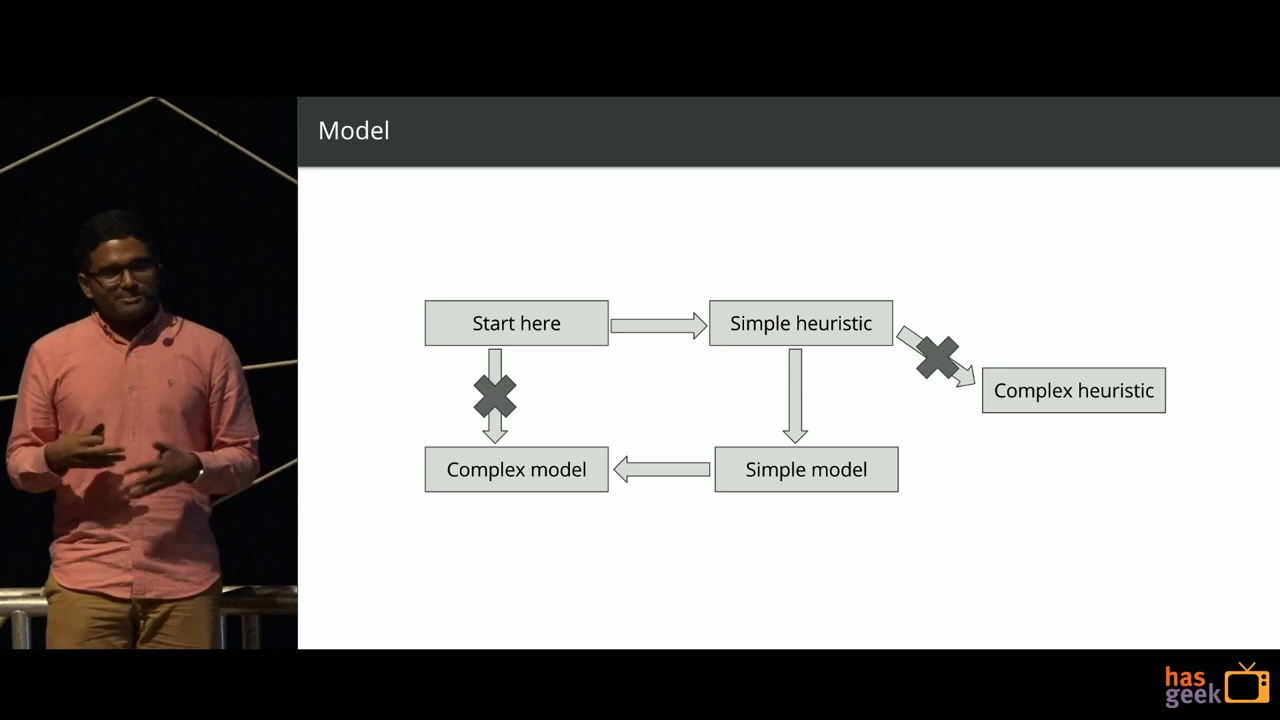 Model
Start here
Simple heuristic
Complex heuristic
Complex model
Simple model
has
geek